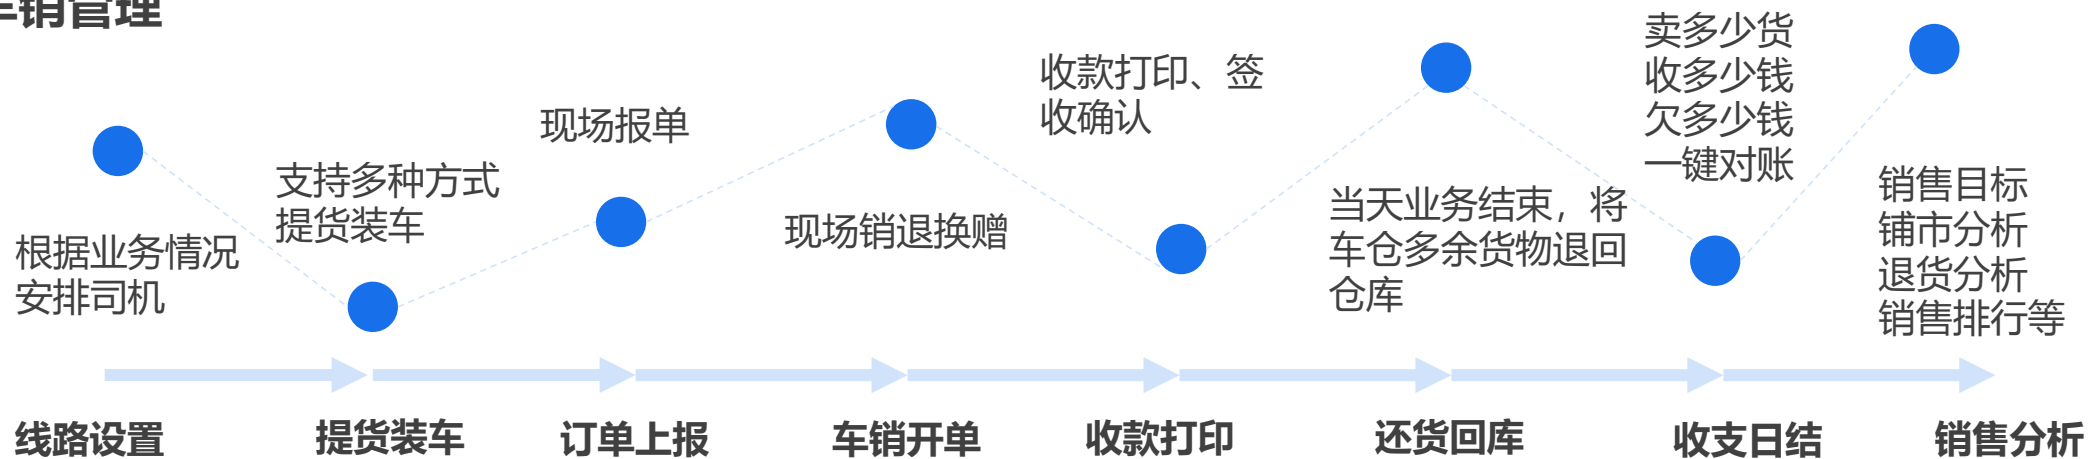 车销管理
根据业务情况
安排司机
支持多种方式
提货装车
现场报单
现场销退换赠
收款打印、签
收确认
当天业务结束，将
车仓多余货物退回
仓库
卖多少货
收多少钱
欠多少钱
一键对账
销售目标
铺市分析
退货分析
销售排行等
线路设置
提货装车
订单上报
车销开单
收款打印
还货回库
收支日结
销售分析